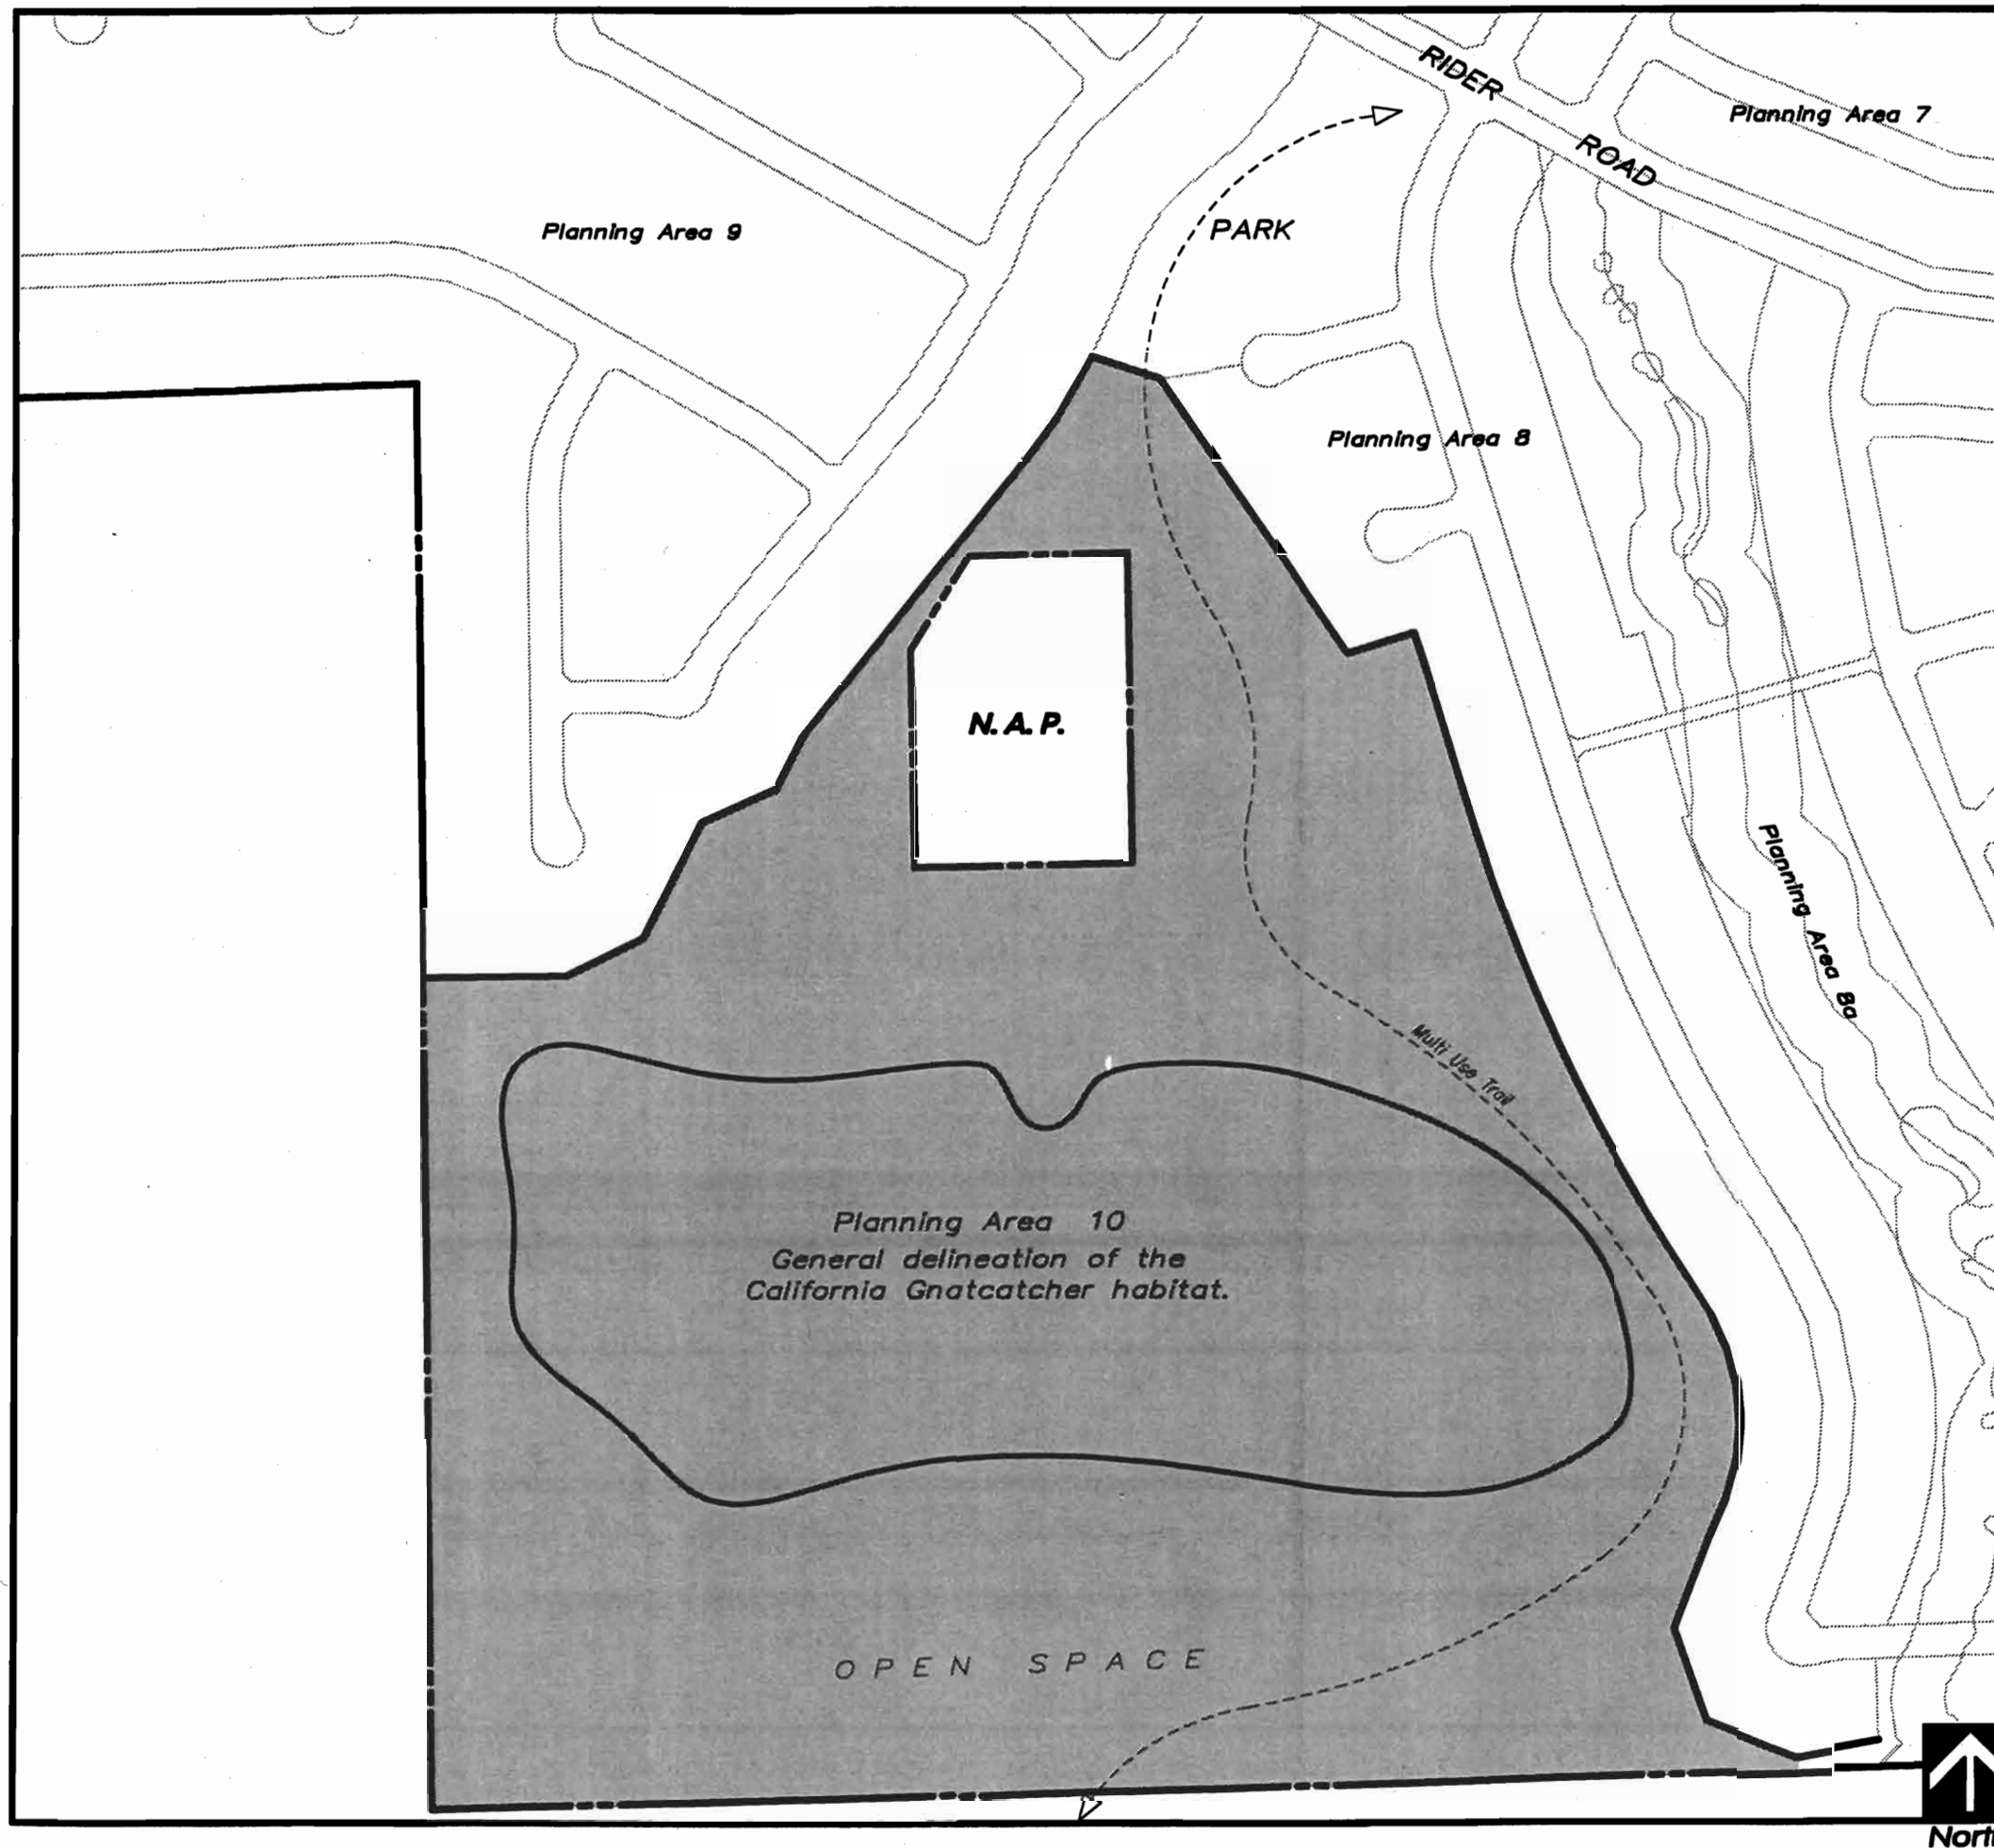 RIDER ROAD
Planning Area 7
Planning Area 9
PARK
Planning Area 8
N.A.P.
Planning Area 8a
Multi Use Trail
Planning Area 10
General delineation of the
California Gnatcatcher habitat.
OPEN SPACE